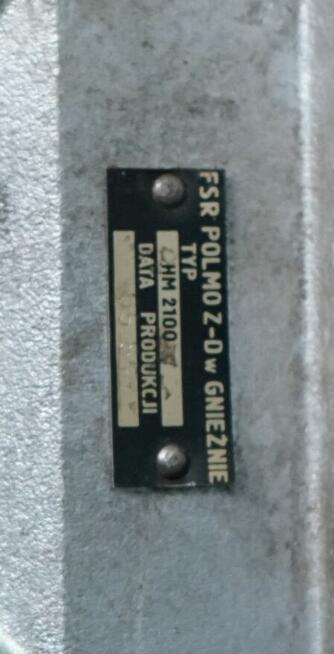 FSR POLMO Z-D w GNIEŹNIE
TYP
HM 2100
DATA PRODUKCJI